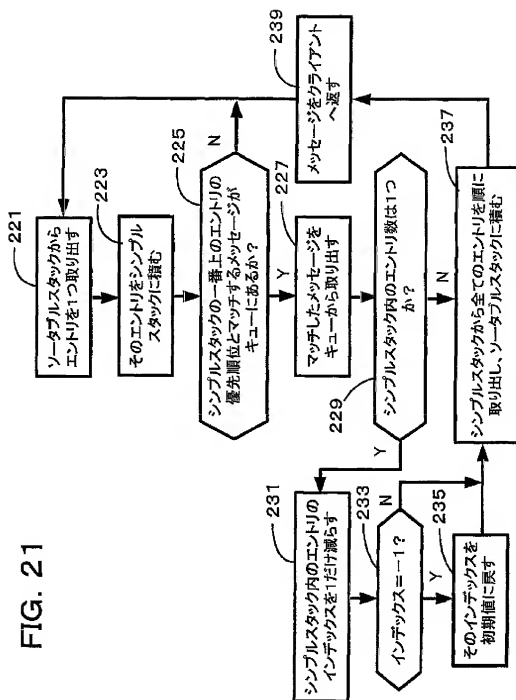 FIG. 21
221
ソータブルスタックから
エントリを1つ取り出す
223
そのエントリをシンプル
スタックに積む
225
シンプルスタックの一番上のエントリの
優先順位とマッチするメッセージが
キューにあるか？
N
Y
227
マッチしたメッセージを
キューから取り出す
229
シンプルスタック内のエントリ数は1つ
か？
Y
N
231
シンプルスタック内のエントリの
インデックスを1だけ減らす
233
インデックス=-1？
N
Y
235
そのインデックスを
初期値に戻す
237
シンプルスタックから全てのエントリを順に
取り出し、ソータブルスタックに積む
239
メッセージをクライアント
へ返す